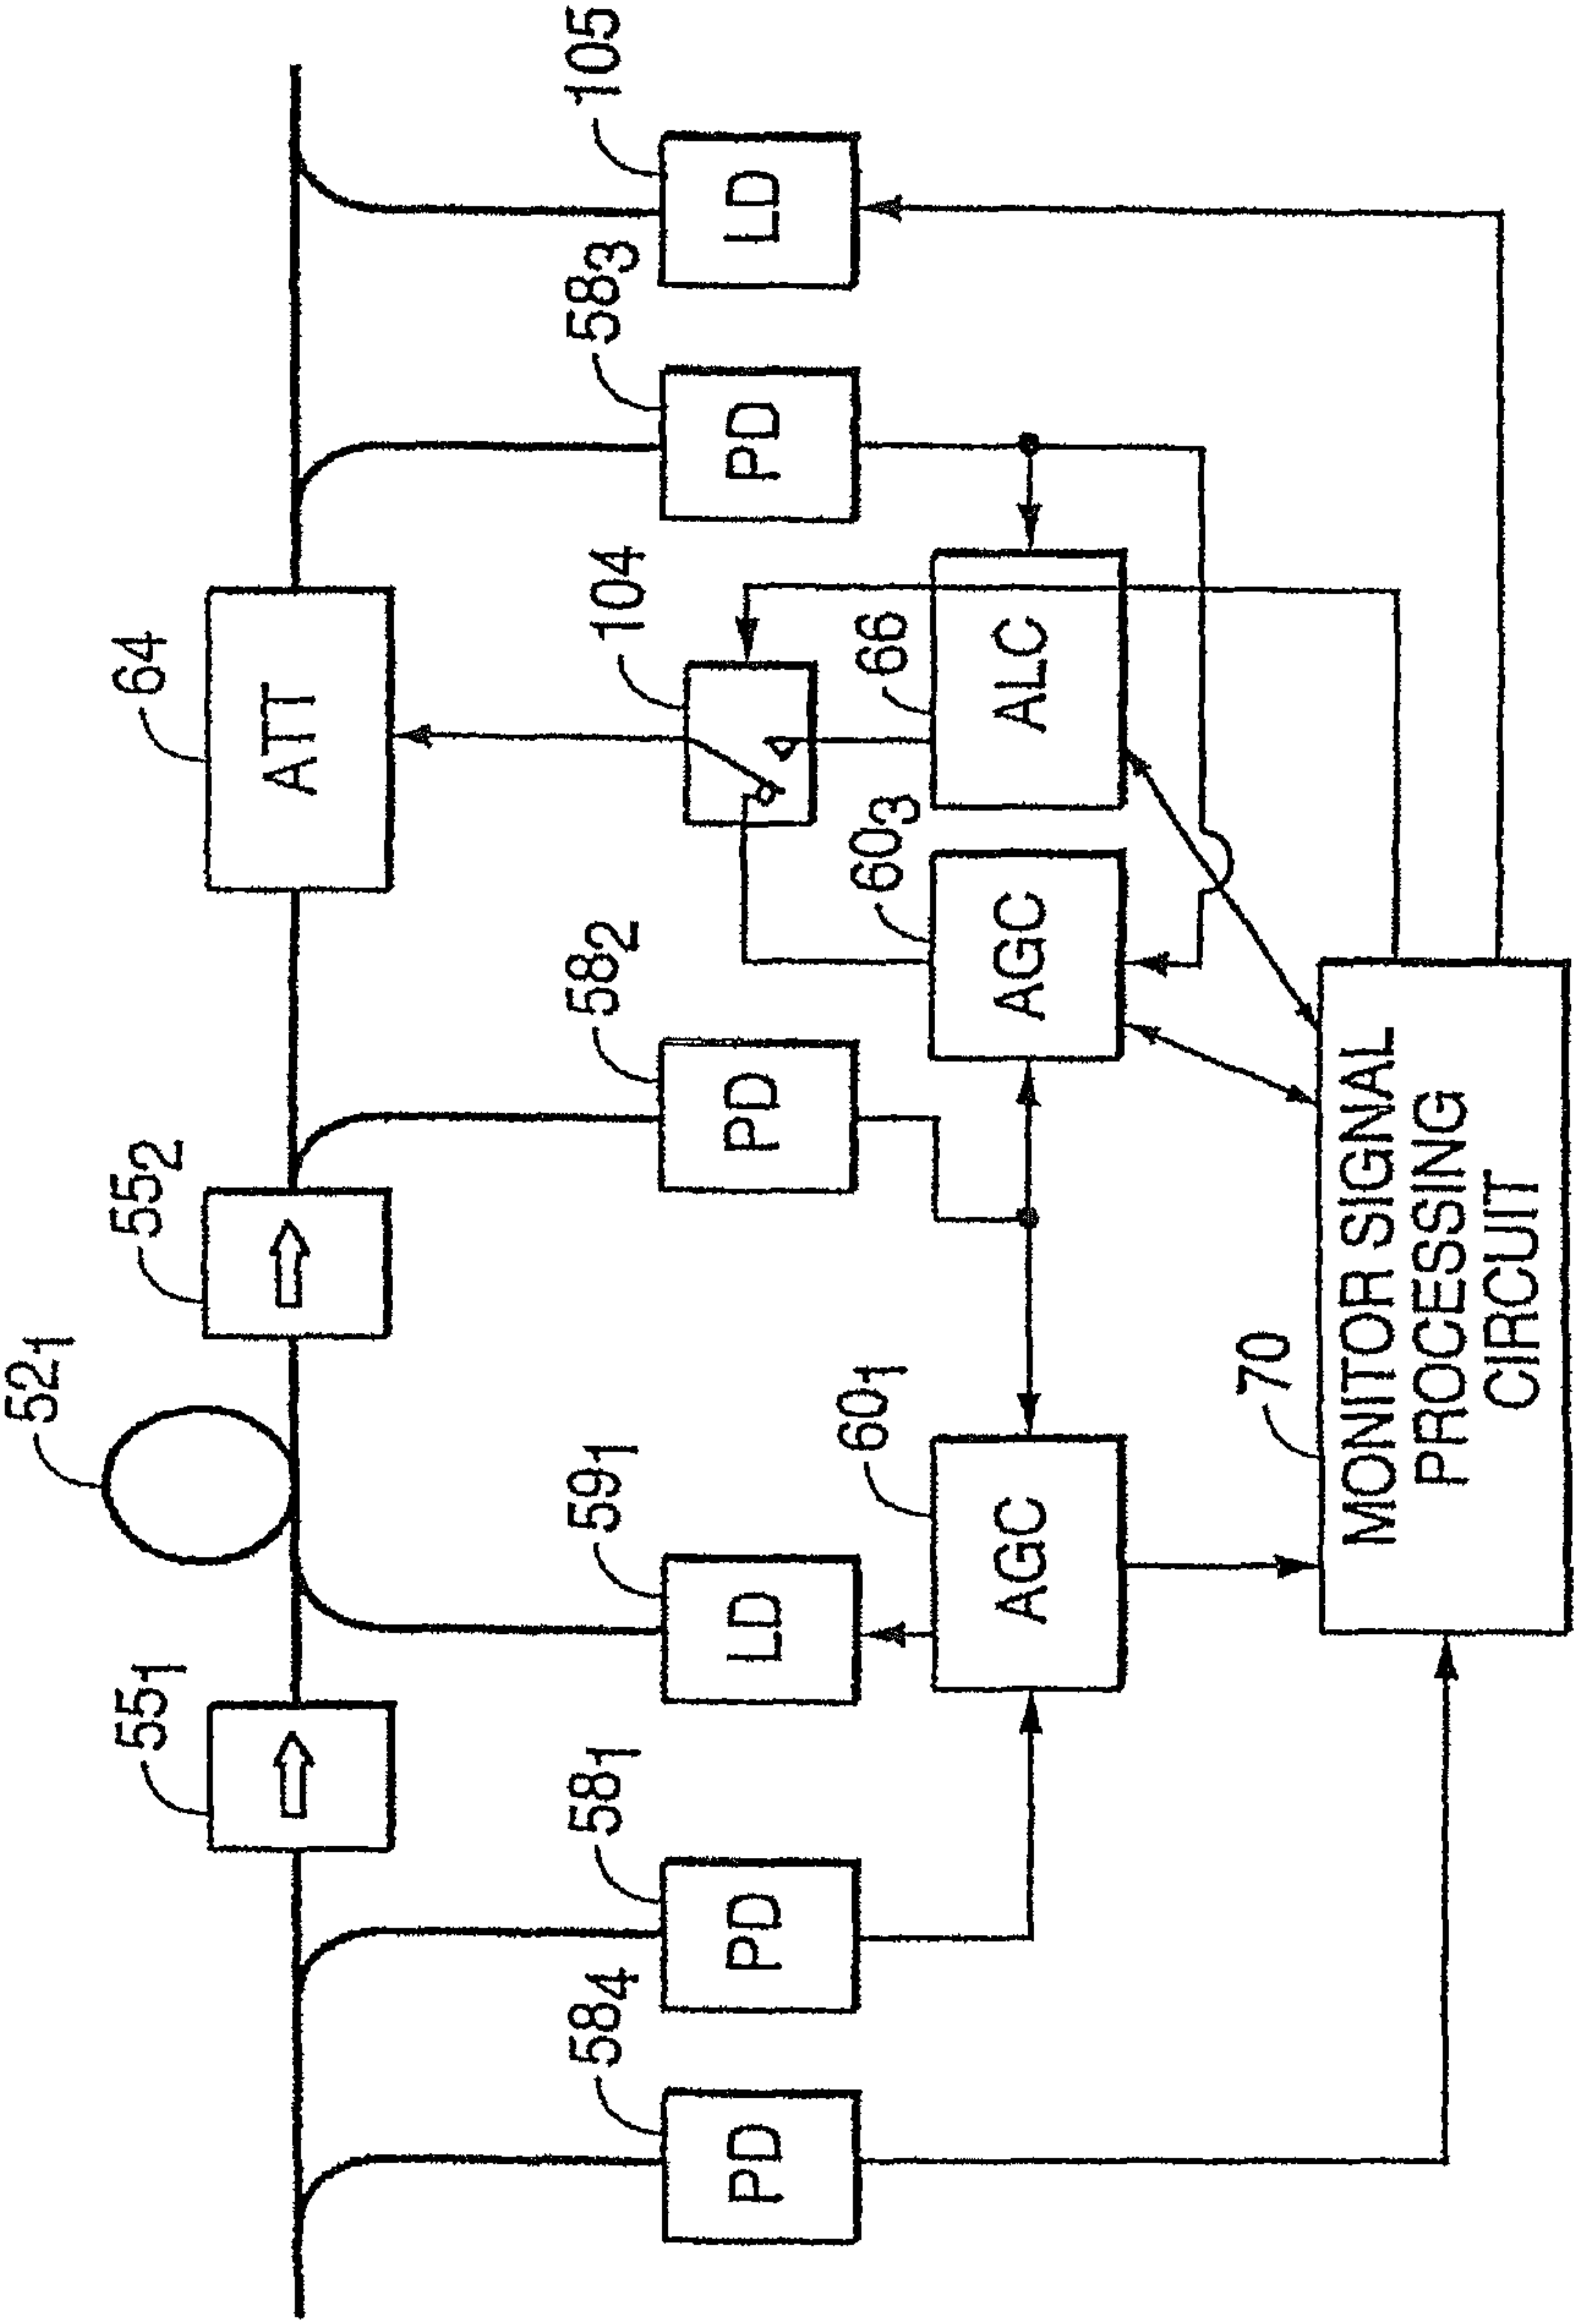 52₁
55₁
55₂
64
ATT
58₄
58₁
59₁
58₂
104
58₃
105
PD
PD
LD
PD
PD
LD
60₁
60₃
66
AGC
AGC
ALC
70
MONITOR SIGNAL
PROCESSING
CIRCUIT